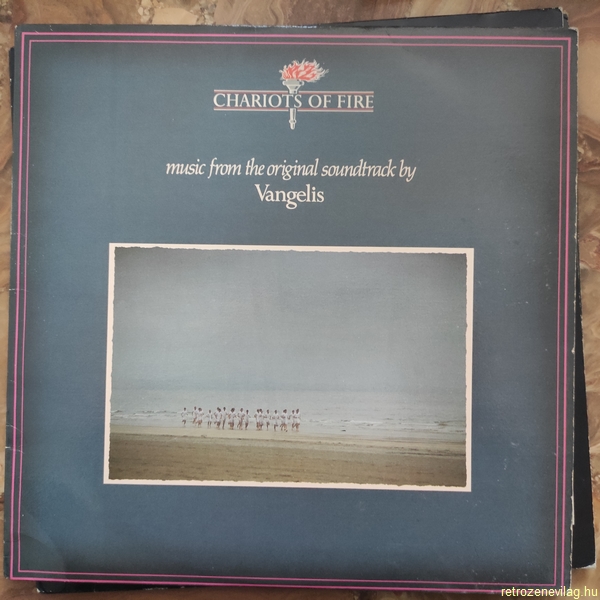 CHARIOTS OF FIRE
music from the original soundtrack by
Vangelis
retrozenevilag.hu